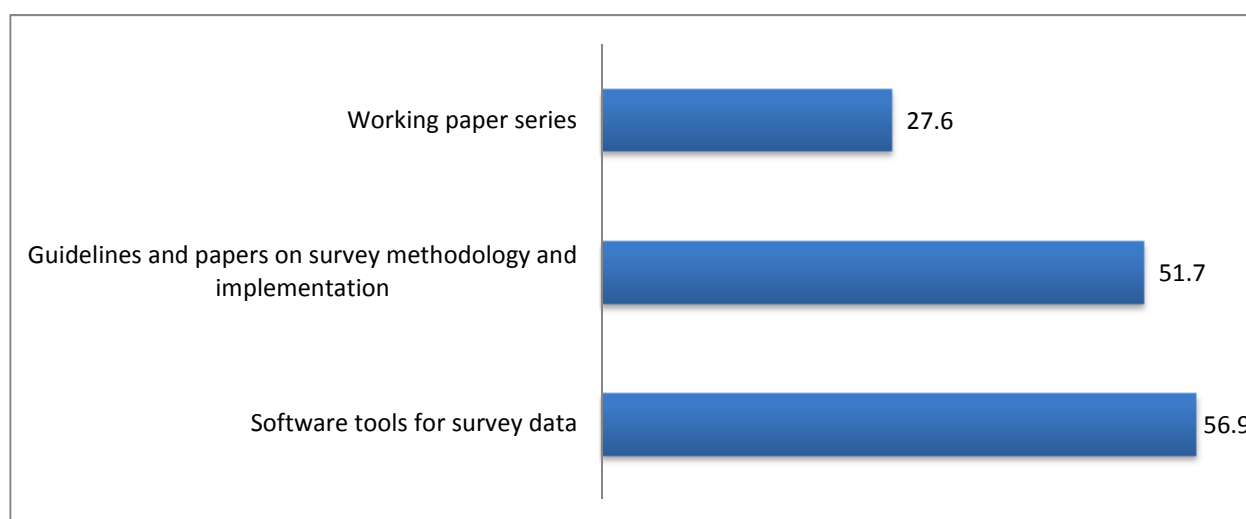 Working paper series
27.6
Guidelines and papers on survey methodology and
implementation
51.7
Software tools for survey data
56.9